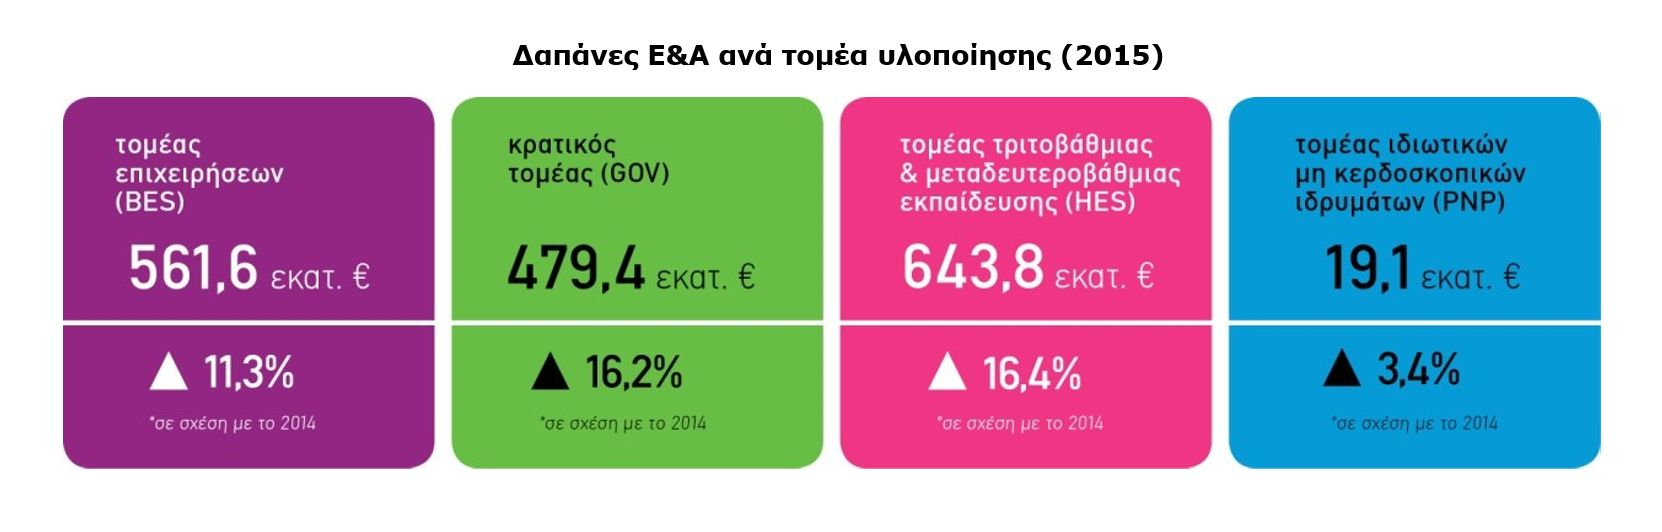 Δαπάνες Ε&Α ανά τομέα υλοποίησης (2015)
τομέας
επιχειρήσεων
(BES)
561,6 εκατ. €
▲ 11,3%
*σε σχέση με το 2014
κρατικός
τομέας (GOV)
479,4 εκατ. €
▲ 16,2%
*σε σχέση με το 2014
τομέας τριτοβάθμιας
& μεταδευτεροβάθμιας
εκπαίδευσης (HES)
643,8 εκατ. €
▲ 16,4%
*σε σχέση με το 2014
τομέας ιδιωτικών
μη κερδοσκοπικών
ιδρυμάτων (PNP)
19,1 εκατ. €
▲ 3,4%
*σε σχέση με το 2014